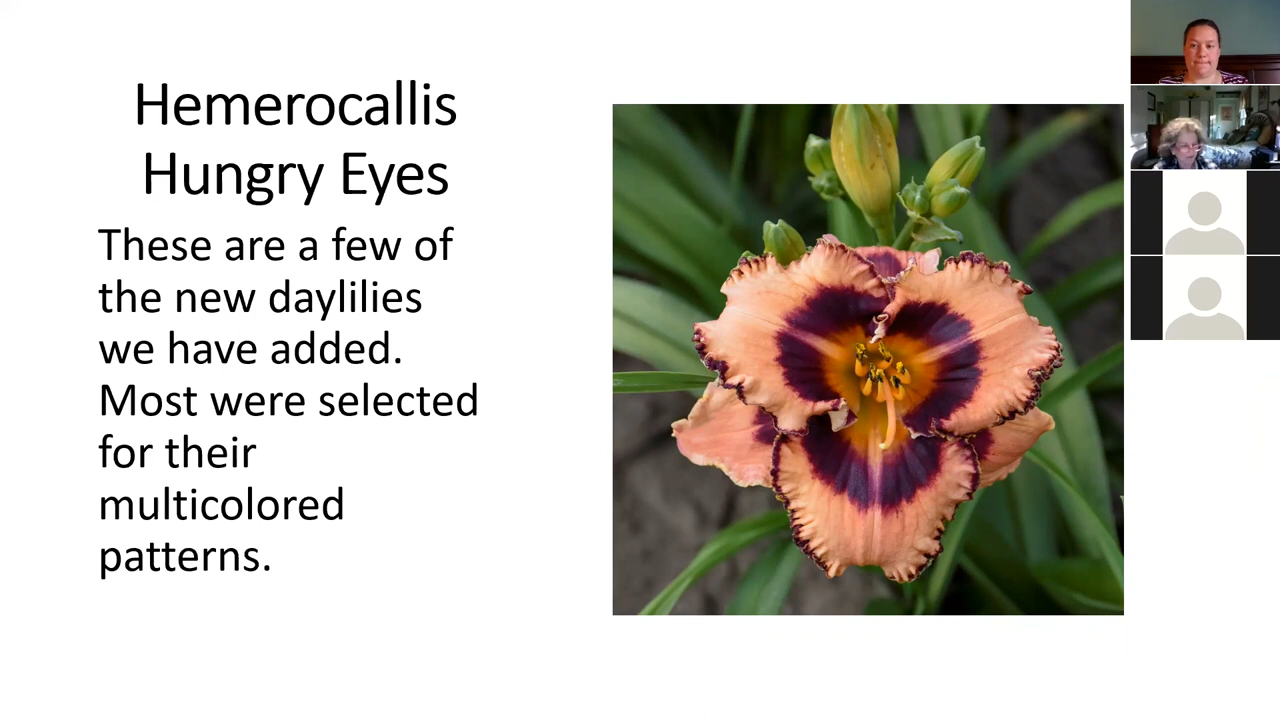 Hemerocallis
Hungry Eyes
These are a few of
the new daylilies
we have added.
Most were selected
for their
multicolored
patterns.